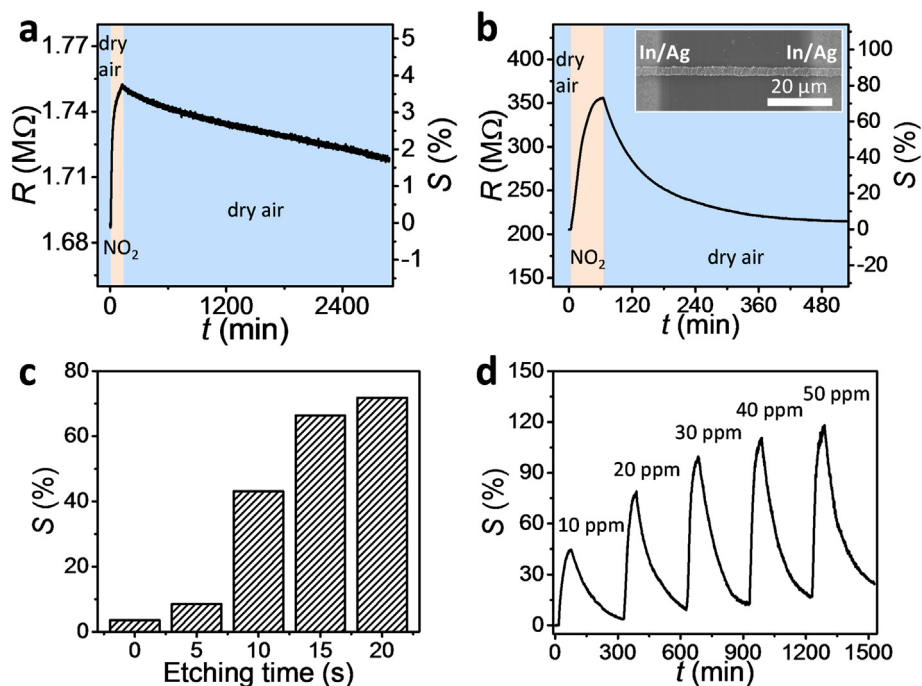 a
1.77
1.74
1.71
1.68
R (MΩ)
dry
air
NO2
dry air
5
4
3
2
1
0
-1
S (%)
0 1200 2400
t (min)
b
400
350
300
250
200
150
R (MΩ)
dry
air
NO2
dry air
In/Ag In/Ag
20 µm
100
80
60
40
20
0
-20
S (%)
0 120 240 360 480
t (min)
c
80
60
40
20
0
S (%)
0 5 10 15 20
Etching time (s)
d
150
120
90
60
30
0
S (%)
10 ppm
20 ppm
30 ppm
40 ppm
50 ppm
0 300 600 900 1200 1500
t (min)